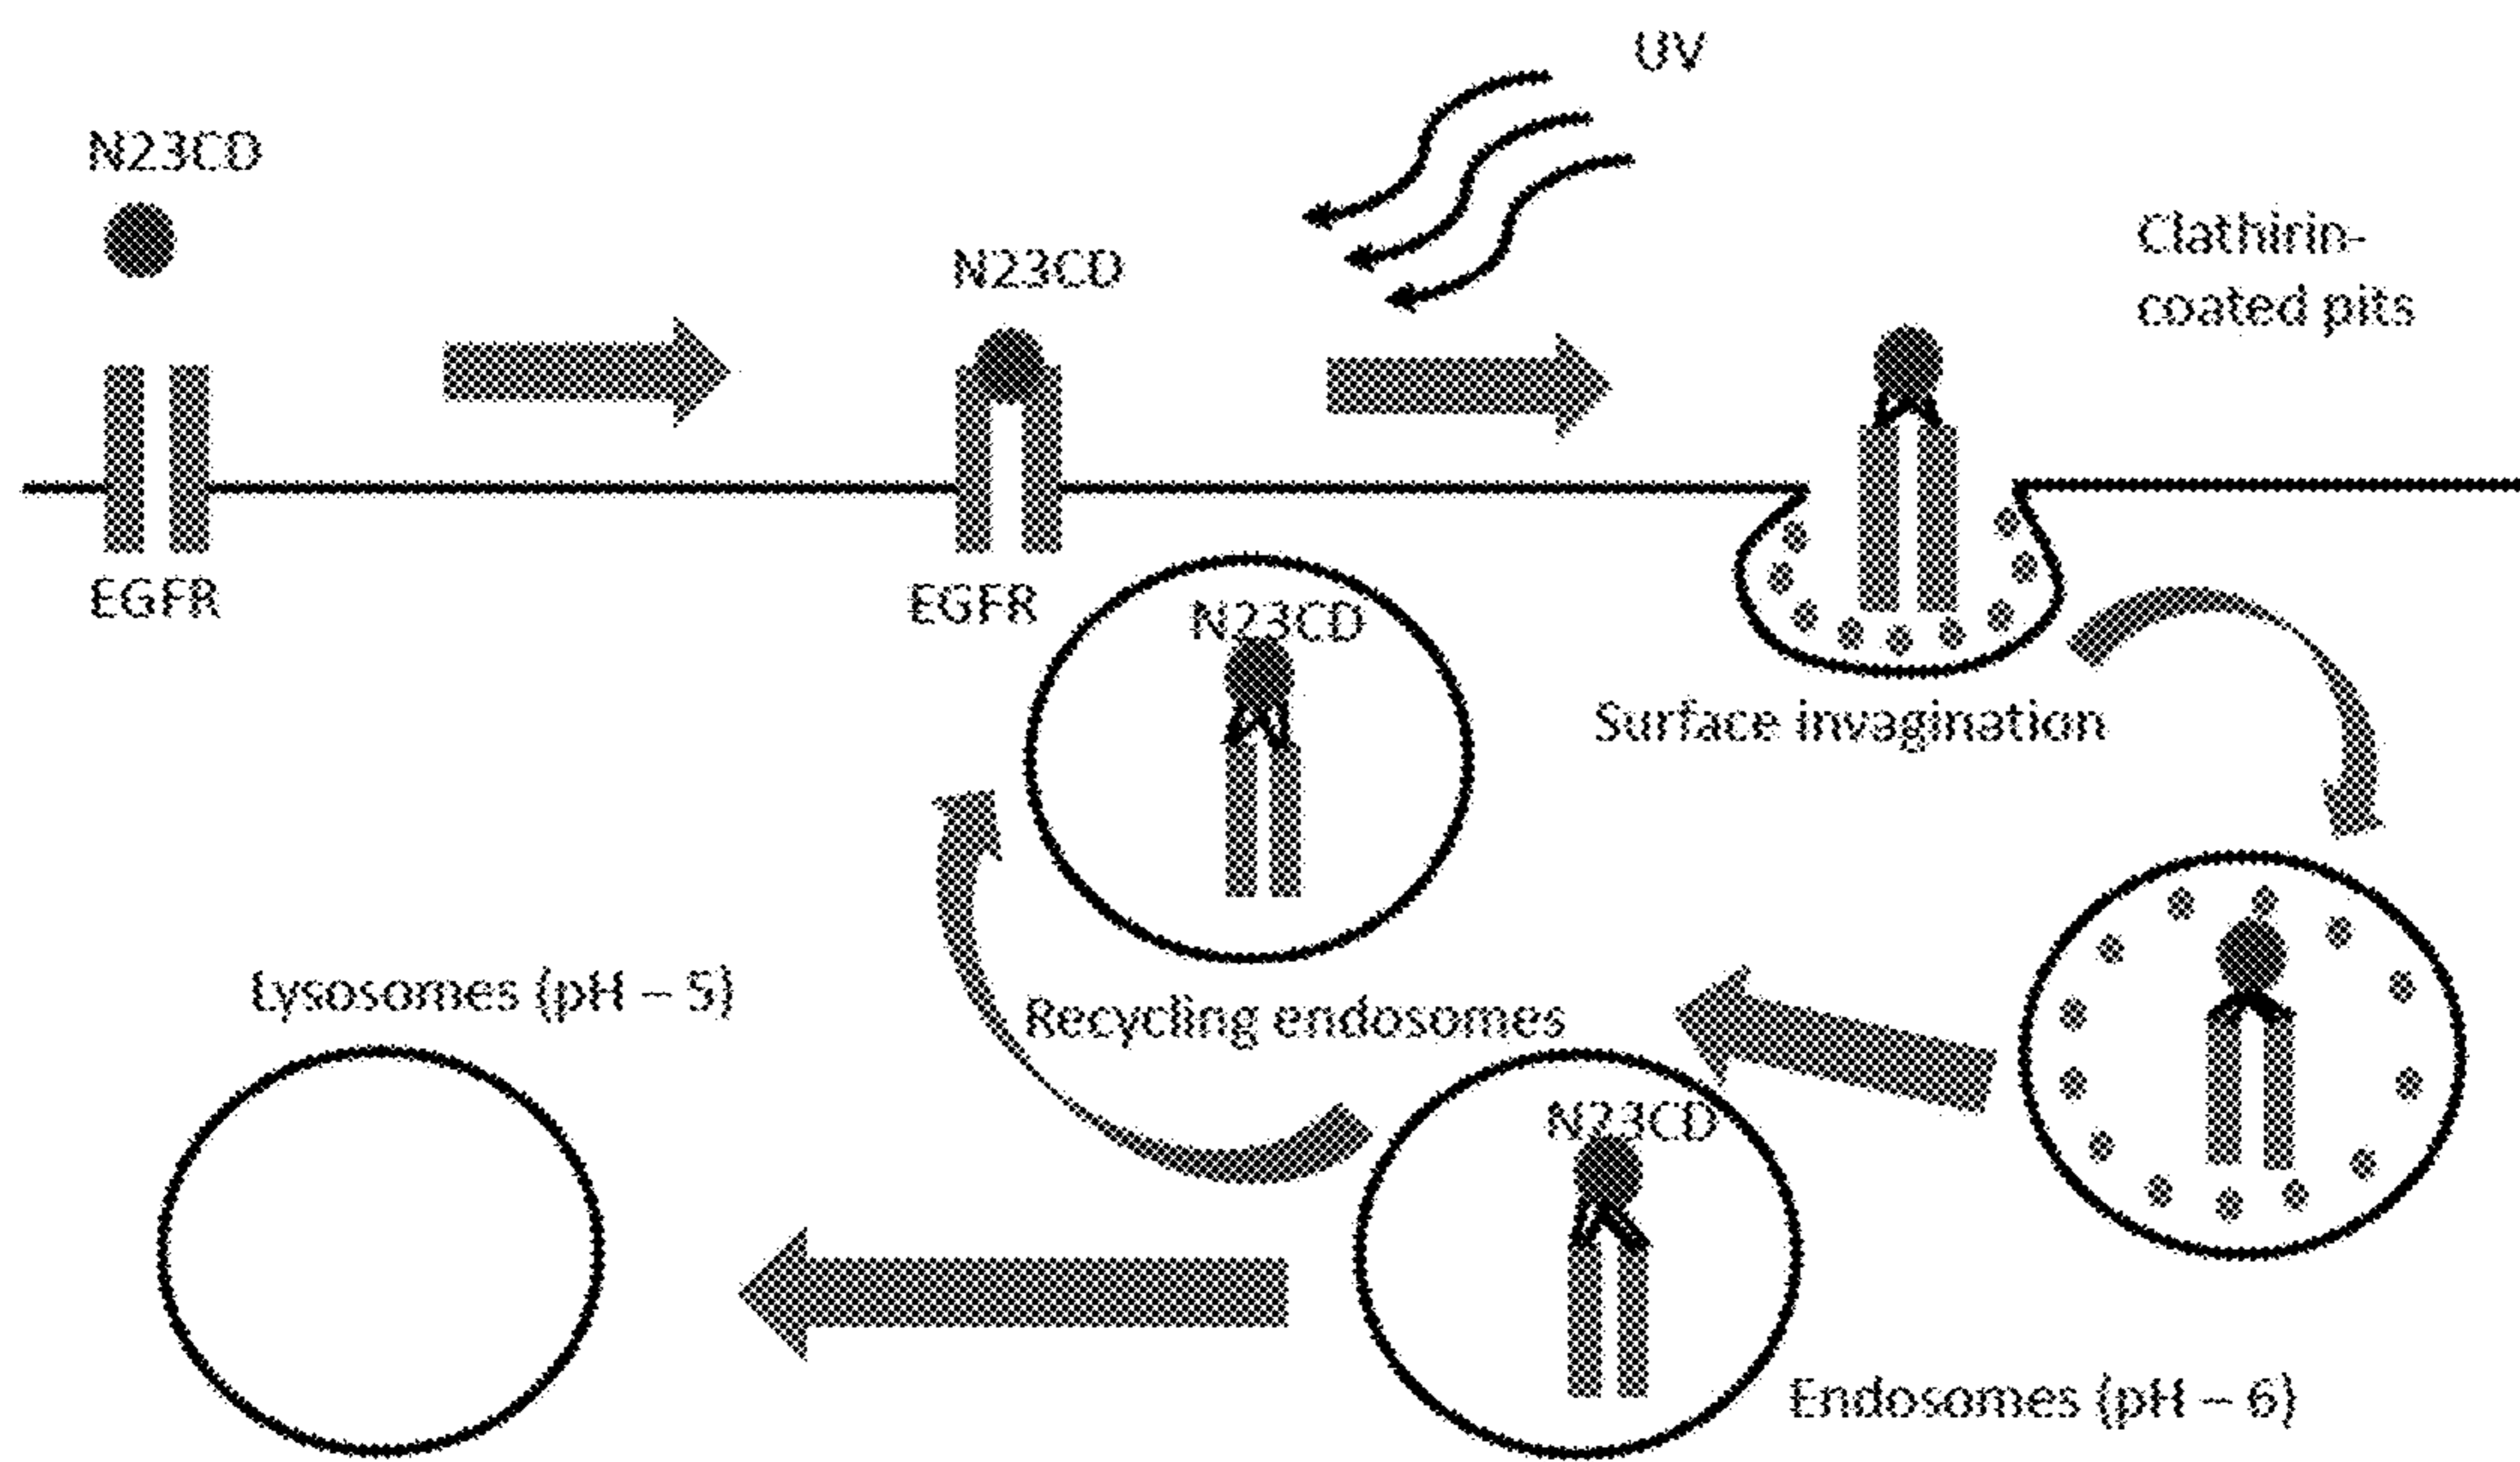 UV
N23CD
N23CD
Clathirin-
coated pits
EGFR
EGFR
N23CD
Surface invagination
Lysosomes (pH – 5)
Recycling endosomes
N23CD
Endosomes (pH – 6)